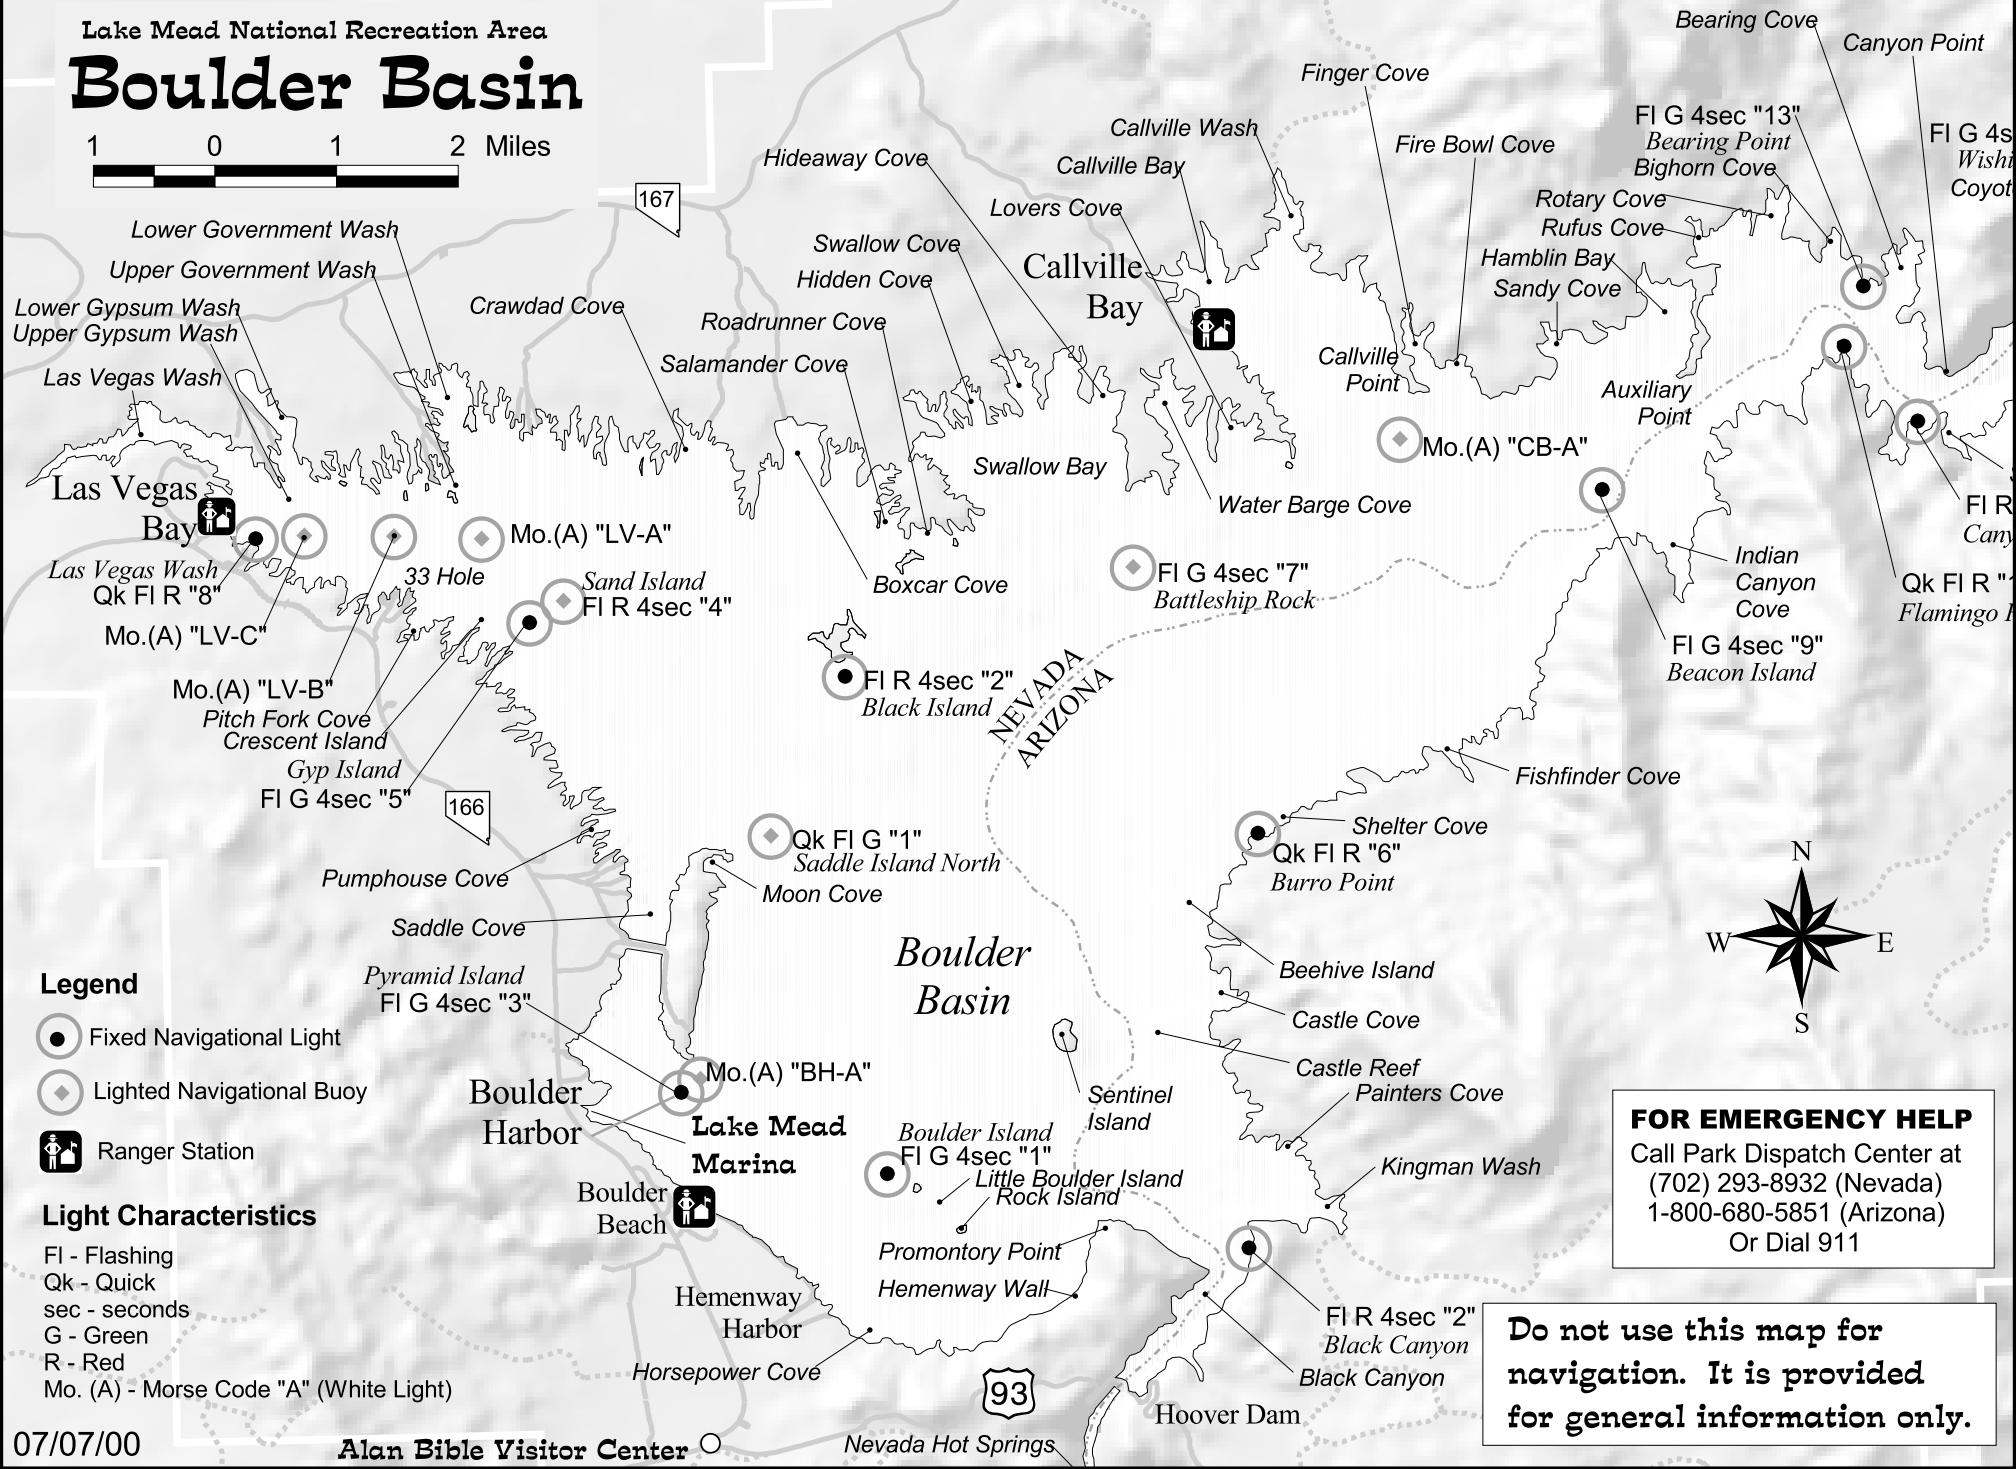 Lake Mead National Recreation Area
Boulder Basin
1 0 1 2 Miles
Bearing Cove
Canyon Point
Finger Cove
Fl G 4sec "13"
Bearing Point
Bighorn Cove
Fl G 4s
Wishi
Coyot
Callville Wash
Fire Bowl Cove
Hideaway Cove
Callville Bay
Rotary Cove
Rufus Cove
167
Lovers Cove
Lower Government Wash
Swallow Cove
Hamblin Bay
Upper Government Wash
Hidden Cove
Callville
Bay
Sandy Cove
Lower Gypsum Wash
Upper Gypsum Wash
Crawdad Cove
Roadrunner Cove
Salamander Cove
Las Vegas Wash
Callville
Point
Auxiliary
Point
Mo.(A) "CB-A"
Swallow Bay
Las Vegas
Bay
Water Barge Cove
Fl R
Cany
Mo.(A) "LV-A"
Las Vegas Wash
Qk Fl R "8"
33 Hole
Sand Island
Fl R 4sec "4"
Boxcar Cove
Fl G 4sec "7"
Battleship Rock
Indian
Canyon
Cove
Qk Fl R "1
Flamingo
Mo.(A) "LV-C"
Fl G 4sec "9"
Beacon Island
Mo.(A) "LV-B"
Pitch Fork Cove
Crescent Island
Gyp Island
Fl G 4sec "5"
Fl R 4sec "2"
Black Island
NEVADA
ARIZONA
166
Fishfinder Cove
Qk Fl G "1"
Saddle Island North
Moon Cove
Shelter Cove
Qk Fl R "6"
Burro Point
Pumphouse Cove
Saddle Cove
N
W E
S
Boulder
Basin
Beehive Island
Pyramid Island
Fl G 4sec "3"
Castle Cove
Castle Reef
Painters Cove
Legend
Fixed Navigational Light
Lighted Navigational Buoy
Ranger Station
Mo.(A) "BH-A"
Boulder
Harbor
Lake Mead
Marina
Sentinel
Island
Boulder Island
Fl G 4sec "1"
Little Boulder Island
Rock Island
Kingman Wash
FOR EMERGENCY HELP
Call Park Dispatch Center at
(702) 293-8932 (Nevada)
1-800-680-5851 (Arizona)
Or Dial 911
Boulder
Beach
Light Characteristics
Fl - Flashing
Qk - Quick
sec - seconds
G - Green
R - Red
Mo. (A) - Morse Code "A" (White Light)
Promontory Point
Hemenway Wall
Hemenway
Harbor
Horsepower Cove
Fl R 4sec "2"
Black Canyon
Black Canyon
93
Hoover Dam
Do not use this map for
navigation. It is provided
for general information only.
07/07/00
Alan Bible Visitor Center
Nevada Hot Springs